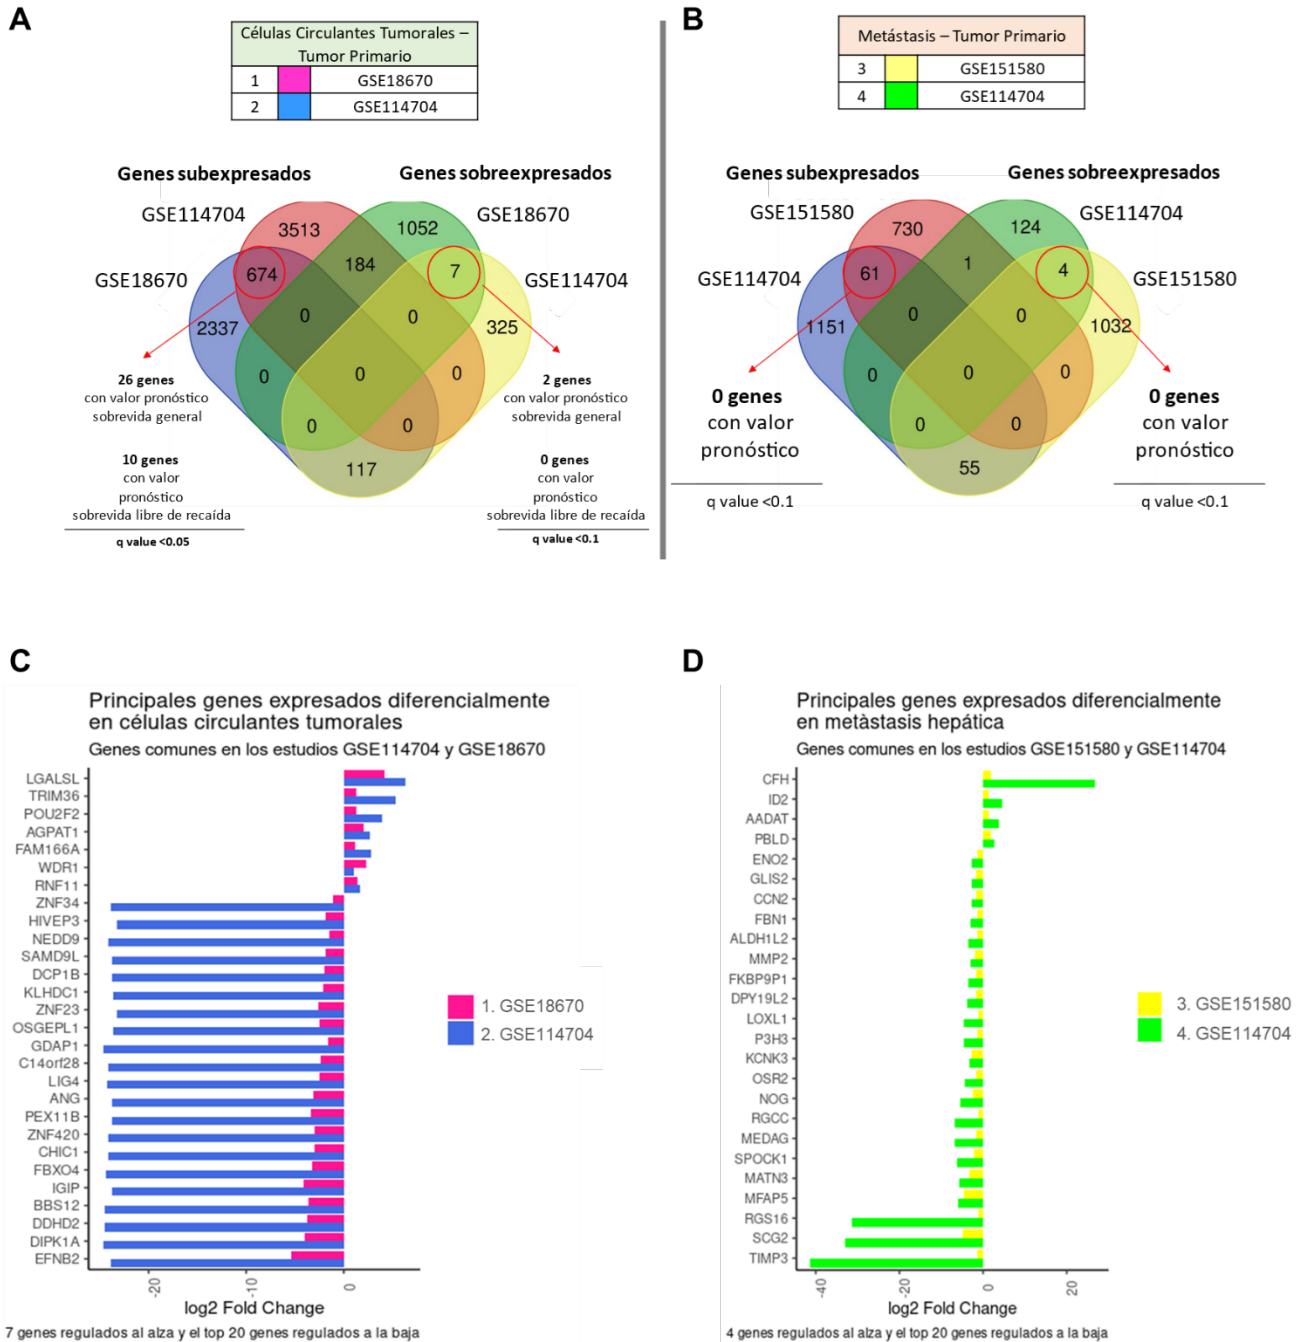 A
Células Circulantes Tumorales –
Tumor Primario
1 GSE18670
2 GSE114704
Genes subexpresados
Genes sobreexpresados
GSE114704
GSE18670
GSE18670
GSE114704
3513
1052
674
184
7
2337
0
0
325
0
0
0
0
0
117
26 genes
con valor pronóstico
sobrevida general
10 genes
con valor
pronóstico
sobrevida libre de recaída
q value <0.05
2 genes
con valor pronóstico
sobrevida general
0 genes
con valor
pronóstico
sobrevida libre de recaída
q value <0.1
B
Metástasis – Tumor Primario
3 GSE151580
4 GSE114704
Genes subexpresados
Genes sobreexpresados
GSE151580
GSE114704
GSE114704
GSE151580
730
124
61
1
4
1151
0
0
1032
0
0
0
0
0
55
0 genes
con valor
pronóstico
q value <0.1
0 genes
con valor
pronóstico
q value <0.1
C
Principales genes expresados diferencialmente
en células circulantes tumorales
Genes comunes en los estudios GSE114704 y GSE18670
LGALSL
TRIM36
POU2F2
AGPAT1
FAM166A
WDR1
RNF11
ZNF34
HIVEP3
NEDD9
SAMD9L
DCP1B
KLHDC1
ZNF23
OSGEPL1
GDAP1
C14orf28
LIG4
ANG
PEX11B
ZNF420
CHIC1
FBXO4
IGIP
BBS12
DDHD2
DIPK1A
EFNB2
-20
-10
0
log2 Fold Change
1. GSE18670
2. GSE114704
7 genes regulados al alza y el top 20 genes regulados a la baja
D
Principales genes expresados diferencialmente
en metàstasis hepática
Genes comunes en los estudios GSE151580 y GSE114704
CFH
ID2
AADAT
PBLD
ENO2
GLIS2
CCN2
FBN1
ALDH1L2
MMP2
FKBP9P1
DPY19L2
LOXL1
P3H3
KCNK3
OSR2
NOG
RGCC
MEDAG
SPOCK1
MATN3
MFAP5
RGS16
SCG2
TIMP3
-40
-20
0
20
log2 Fold Change
3. GSE151580
4. GSE114704
4 genes regulados al alza y el top 20 genes regulados a la baja